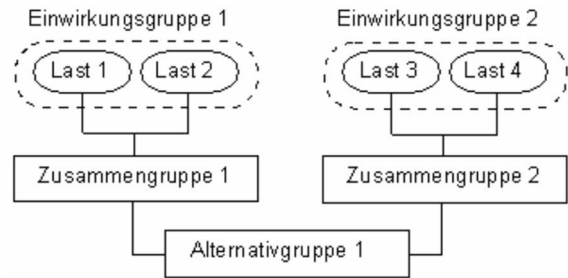 Einwirkungsgruppe 1
Einwirkungsgruppe 2
Last 1
Last 2
Last 3
Last 4
Zusammengruppe 1
Zusammengruppe 2
Alternativgruppe 1